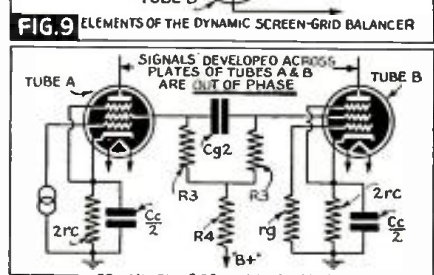 TUBE B
FIG.9 ELEMENTS OF THE DYNAMIC SCREEN-GRID BALANCER
SIGNALS DEVELOPED ACROSS
PLATES OF TUBES A & B
ARE OUT OF PHASE
TUBE A
TUBE B
Cg2
R3
R3
2rc
Cc
2
R4
rg
2rc
Cc
2
"B+"